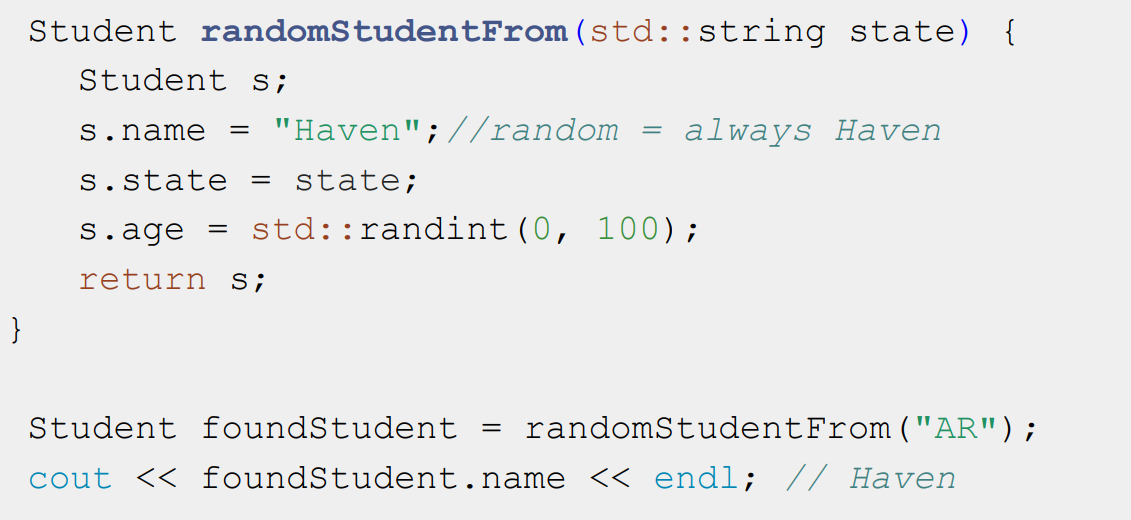 Student randomStudentFrom(std::string state) {
Student s;
s.name = "Haven";//random = always Haven
s.state = state;
s.age = std::randint(0, 100);
return s;
}
Student foundStudent = randomStudentFrom("AR");
cout << foundStudent.name << endl; // Haven